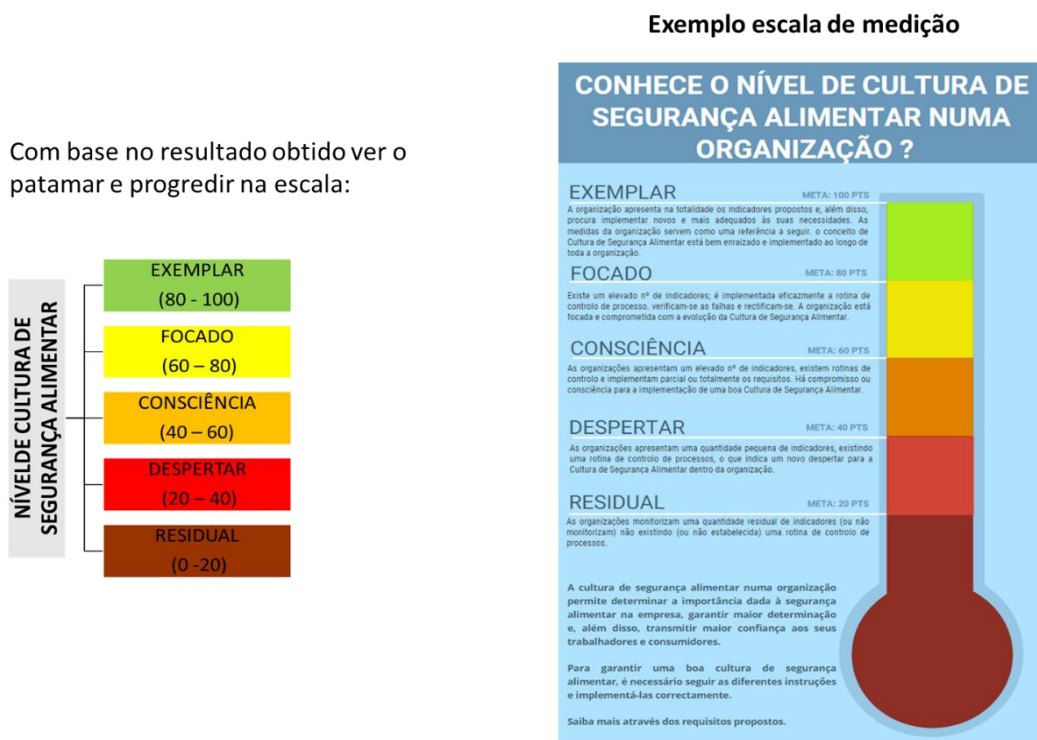 Exemplo escala de medição
Com base no resultado obtido ver o
patamar e progredir na escala:
NÍVELDE CULTURA DE
SEGURANÇA ALIMENTAR
EXEMPLAR
(80 - 100)
FOCADO
(60 – 80)
CONSCIÊNCIA
(40 – 60)
DESPERTAR
(20 – 40)
RESIDUAL
(0 -20)
CONHECE O NÍVEL DE CULTURA DE
SEGURANÇA ALIMENTAR NUMA
ORGANIZAÇÃO ?
EXEMPLAR META: 100 PTS
A organização apresenta na totalidade os indicadores propostos e, além disso,
procura implementar novos e mais adequados às suas necessidades. As
medidas da organização servem como uma referência a seguir. o conceito de
Cultura de Segurança Alimentar está bem enraizado e implementado ao longo de
toda a organização.
FOCADO META: 80 PTS
Existe um elevado nº de indicadores; é implementada eficazmente a rotina de
controlo de processo. verificam-se as falhas e rectificam-se. A organização está
focada e comprometida com a evolução da Cultura de Segurança Alimentar.
CONSCIÊNCIA META: 60 PTS
As organizações apresentam um elevado nº de indicadores, existem rotinas de
controlo e implementam parcial ou totalmente os requisitos. Há compromisso ou
consciência para a implementação de uma boa Cultura de Segurança Alimentar.
DESPERTAR META: 40 PTS
As organizações apresentam uma quantidade pequena de indicadores, existindo
uma rotina de controlo de processos, o que indica um novo despertar para a
Cultura de Segurança Alimentar dentro da organização.
RESIDUAL META: 20 PTS
As organizações monitorizam uma quantidade residual de indicadores (ou não
monitorizam) não existindo (ou não estabelecida) uma rotina de controlo de
processos.
A cultura de segurança alimentar numa organização
permite determinar a importância dada à segurança
alimentar na empresa, garantir maior determinação
e, além disso, transmitir maior confiança aos seus
trabalhadores e consumidores.
Para garantir uma boa cultura de segurança
alimentar, é necessário seguir as diferentes instruções
e implementá-las correctamente.
Saiba mais através dos requisitos propostos.